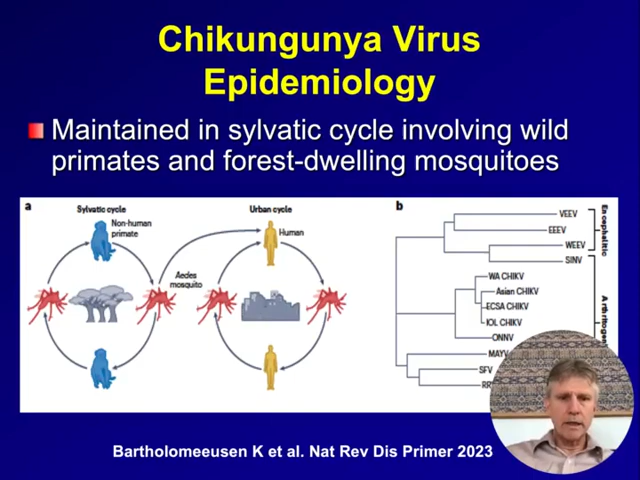 Chikungunya Virus
Epidemiology
Maintained in sylvatic cycle involving wild
primates and forest-dwelling mosquitoes
a
Sylvatic cycle
Non-human
primate
Urban cycle
Human
Aedes
mosquito
b
VEEV
EEEV
WEEV
SINV
WA CHIKV
Asian CHIKV
ECSA CHIKV
IOL CHIKV
ONNV
MAYV
SFV
Encephalitic
Bartholomeeusen K et al. Nat Rev Dis Primer 2023